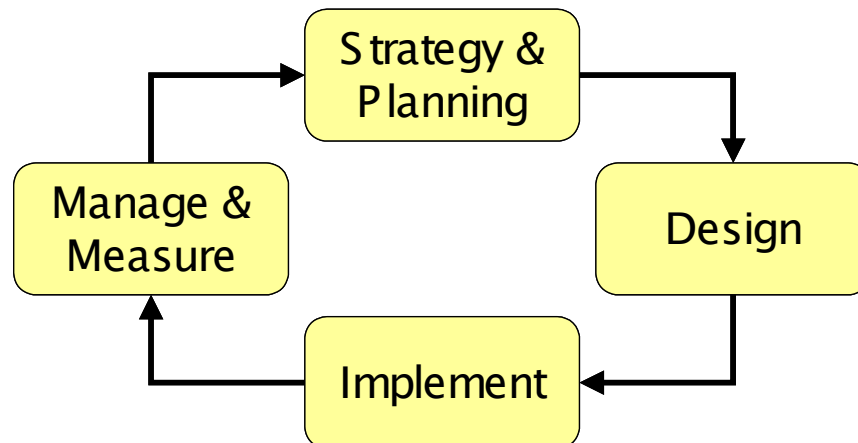 Strategy &
Planning
Design
Implement
Manage &
Measure